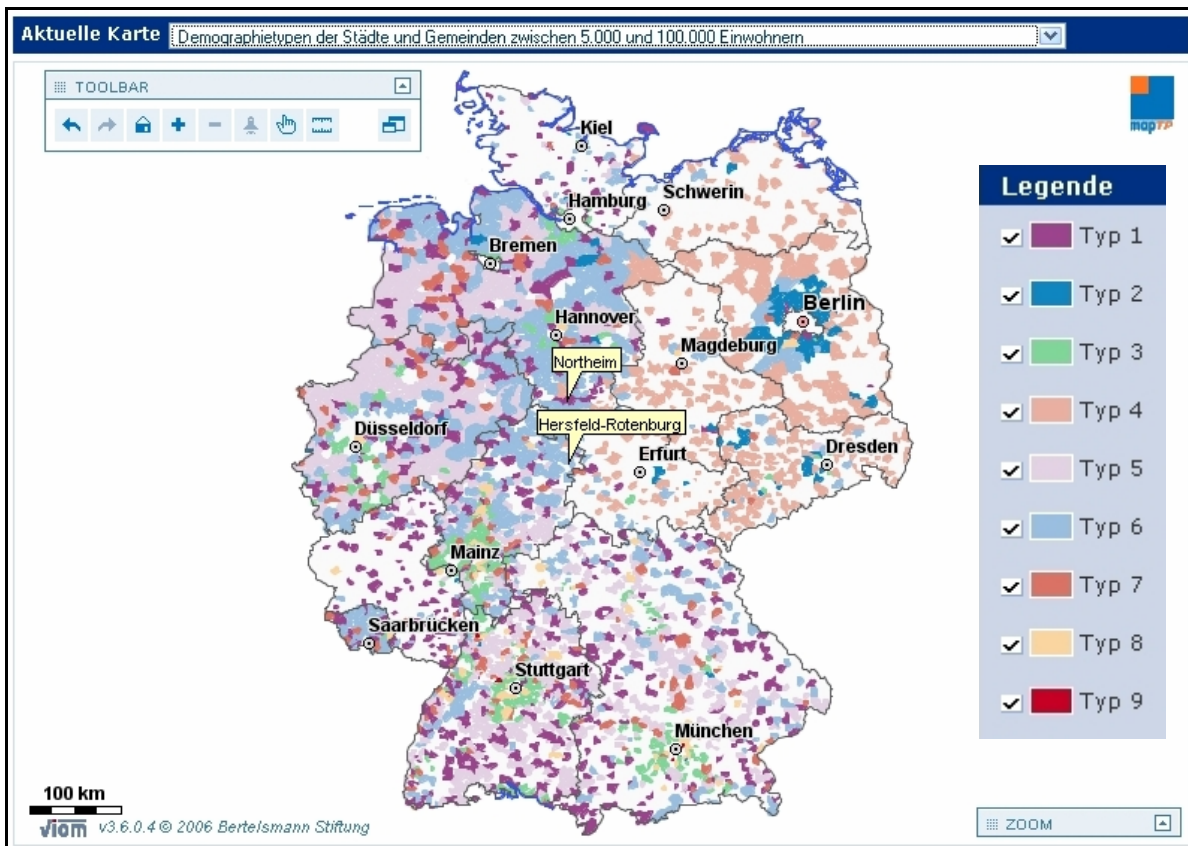 Aktuelle Karte Demographietypen der Städte und Gemeinden zwischen 5.000 und 100.000 Einwohnern
TOOLBAR
mapTP
Kiel
Hamburg
Schwerin
Bremen
Berlin
Hannover
Magdeburg
Northeim
Hersfeld-Rotenburg
Düsseldorf
Erfurt
Dresden
Mainz
Saarbrücken
Stuttgart
München
Legende
Typ 1
Typ 2
Typ 3
Typ 4
Typ 5
Typ 6
Typ 7
Typ 8
Typ 9
100 km
viom v3.6.0.4 © 2006 Bertelsmann Stiftung
ZOOM